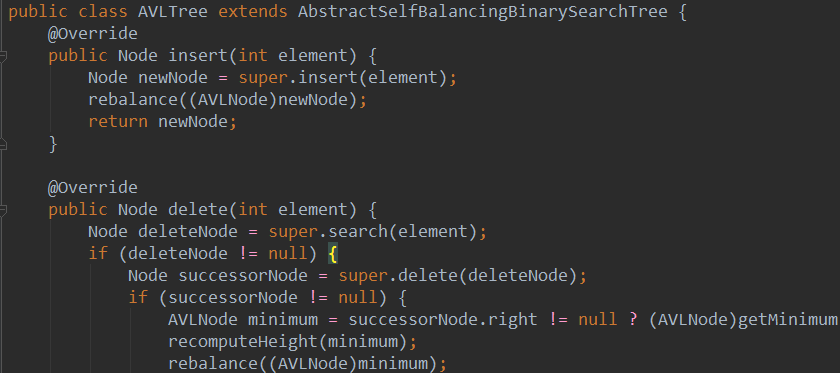 public class AVLTree extends AbstractSelfBalancingBinarySearchTree {
@Override
public Node insert(int element) {
Node newNode = super.insert(element);
rebalance((AVLNode)newNode);
return newNode;
}
@Override
public Node delete(int element) {
Node deleteNode = super.search(element);
if (deleteNode != null) {
Node successorNode = super.delete(deleteNode);
if (successorNode != null) {
AVLNode minimum = successorNode.right != null ? (AVLNode)getMinimum
recomputeHeight(minimum);
rebalance((AVLNode)minimum);